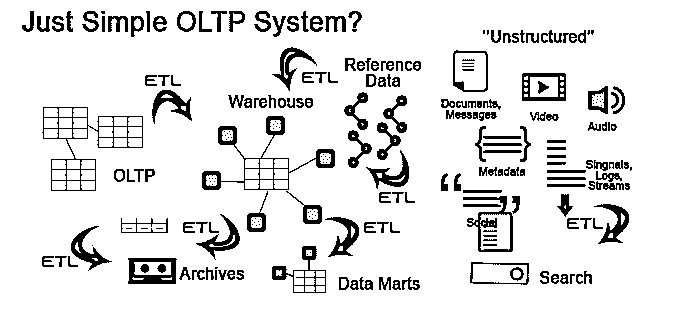 Just Simple OLTP System?
"Unstructured"
ETL
ETL
Reference
Data
Warehouse
Documents,
Messages
Video
Audio
OLTP
Metadata
Singnals,
Logs,
Streams
ETL
Social
ETL
ETL
ETL
ETL
Archives
Data Marts
Search